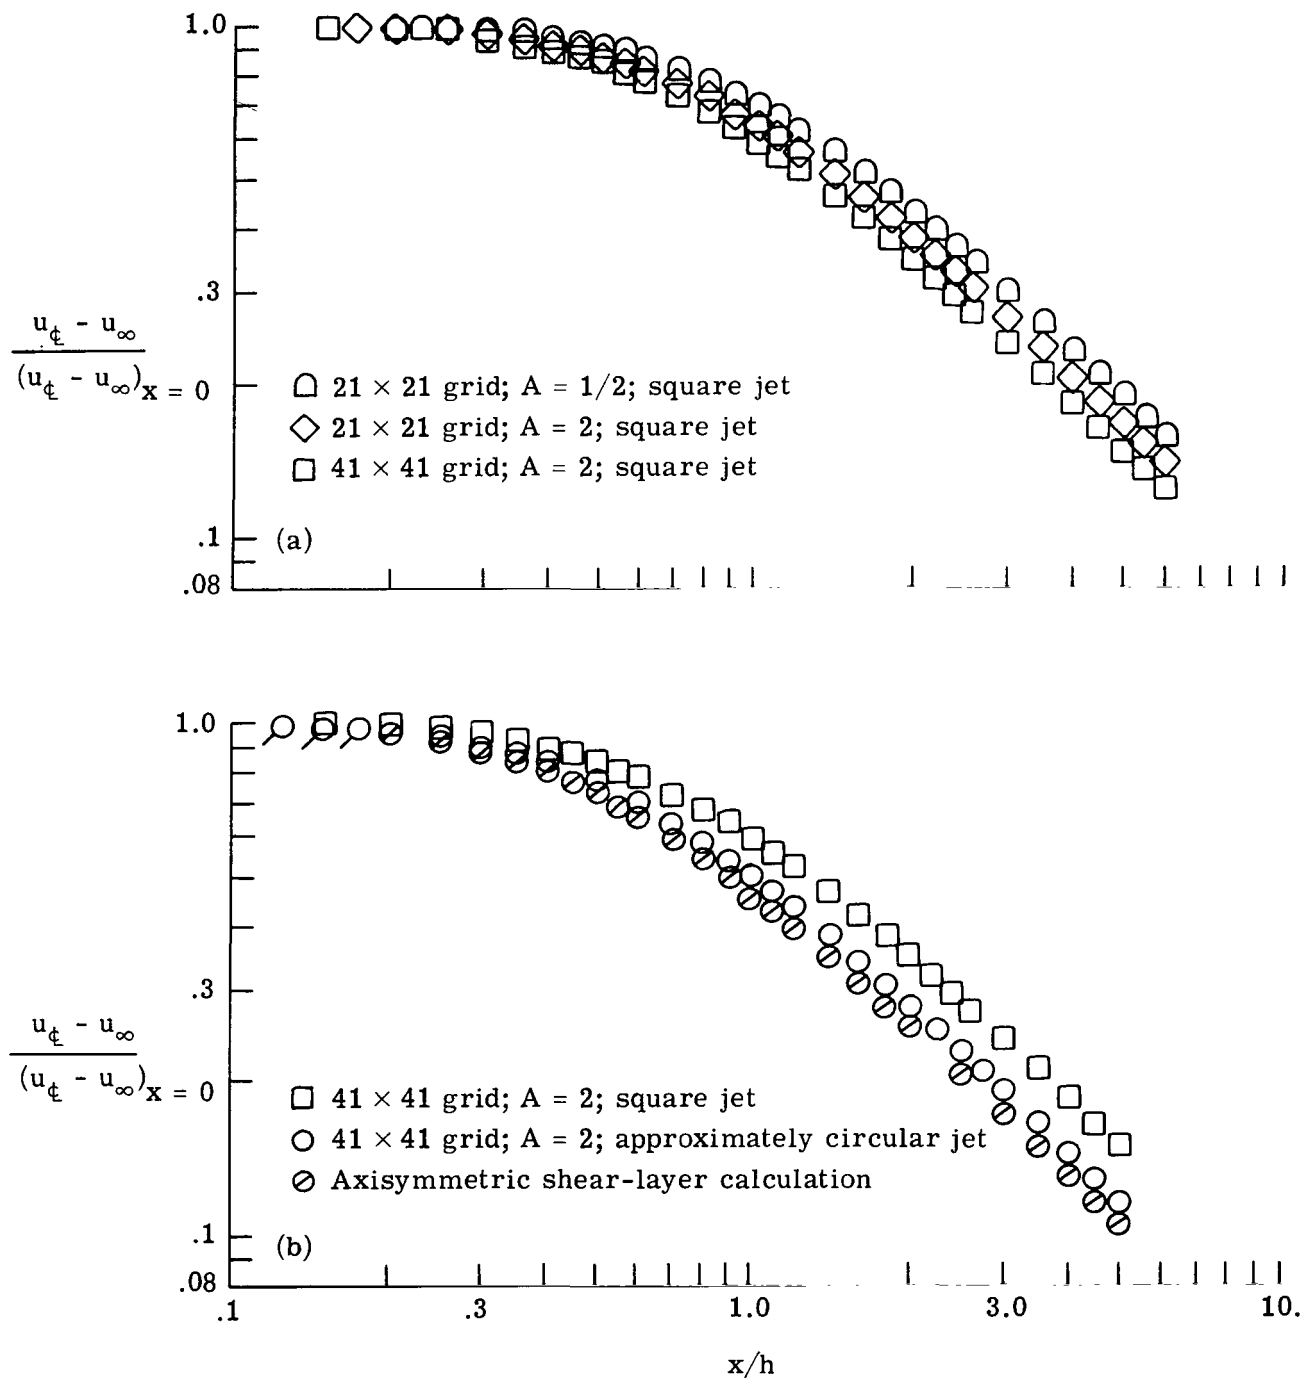 1.0
.3
u℄ - u∞
(u℄ - u∞)x = 0
21 × 21 grid; A = 1/2; square jet
21 × 21 grid; A = 2; square jet
41 × 41 grid; A = 2; square jet
.1
(a)
.08
1.0
.3
u℄ - u∞
(u℄ - u∞)x = 0
41 × 41 grid; A = 2; square jet
41 × 41 grid; A = 2; approximately circular jet
Axisymmetric shear-layer calculation
.1
(b)
.08
.1 .3 1.0 3.0 10.
x/h